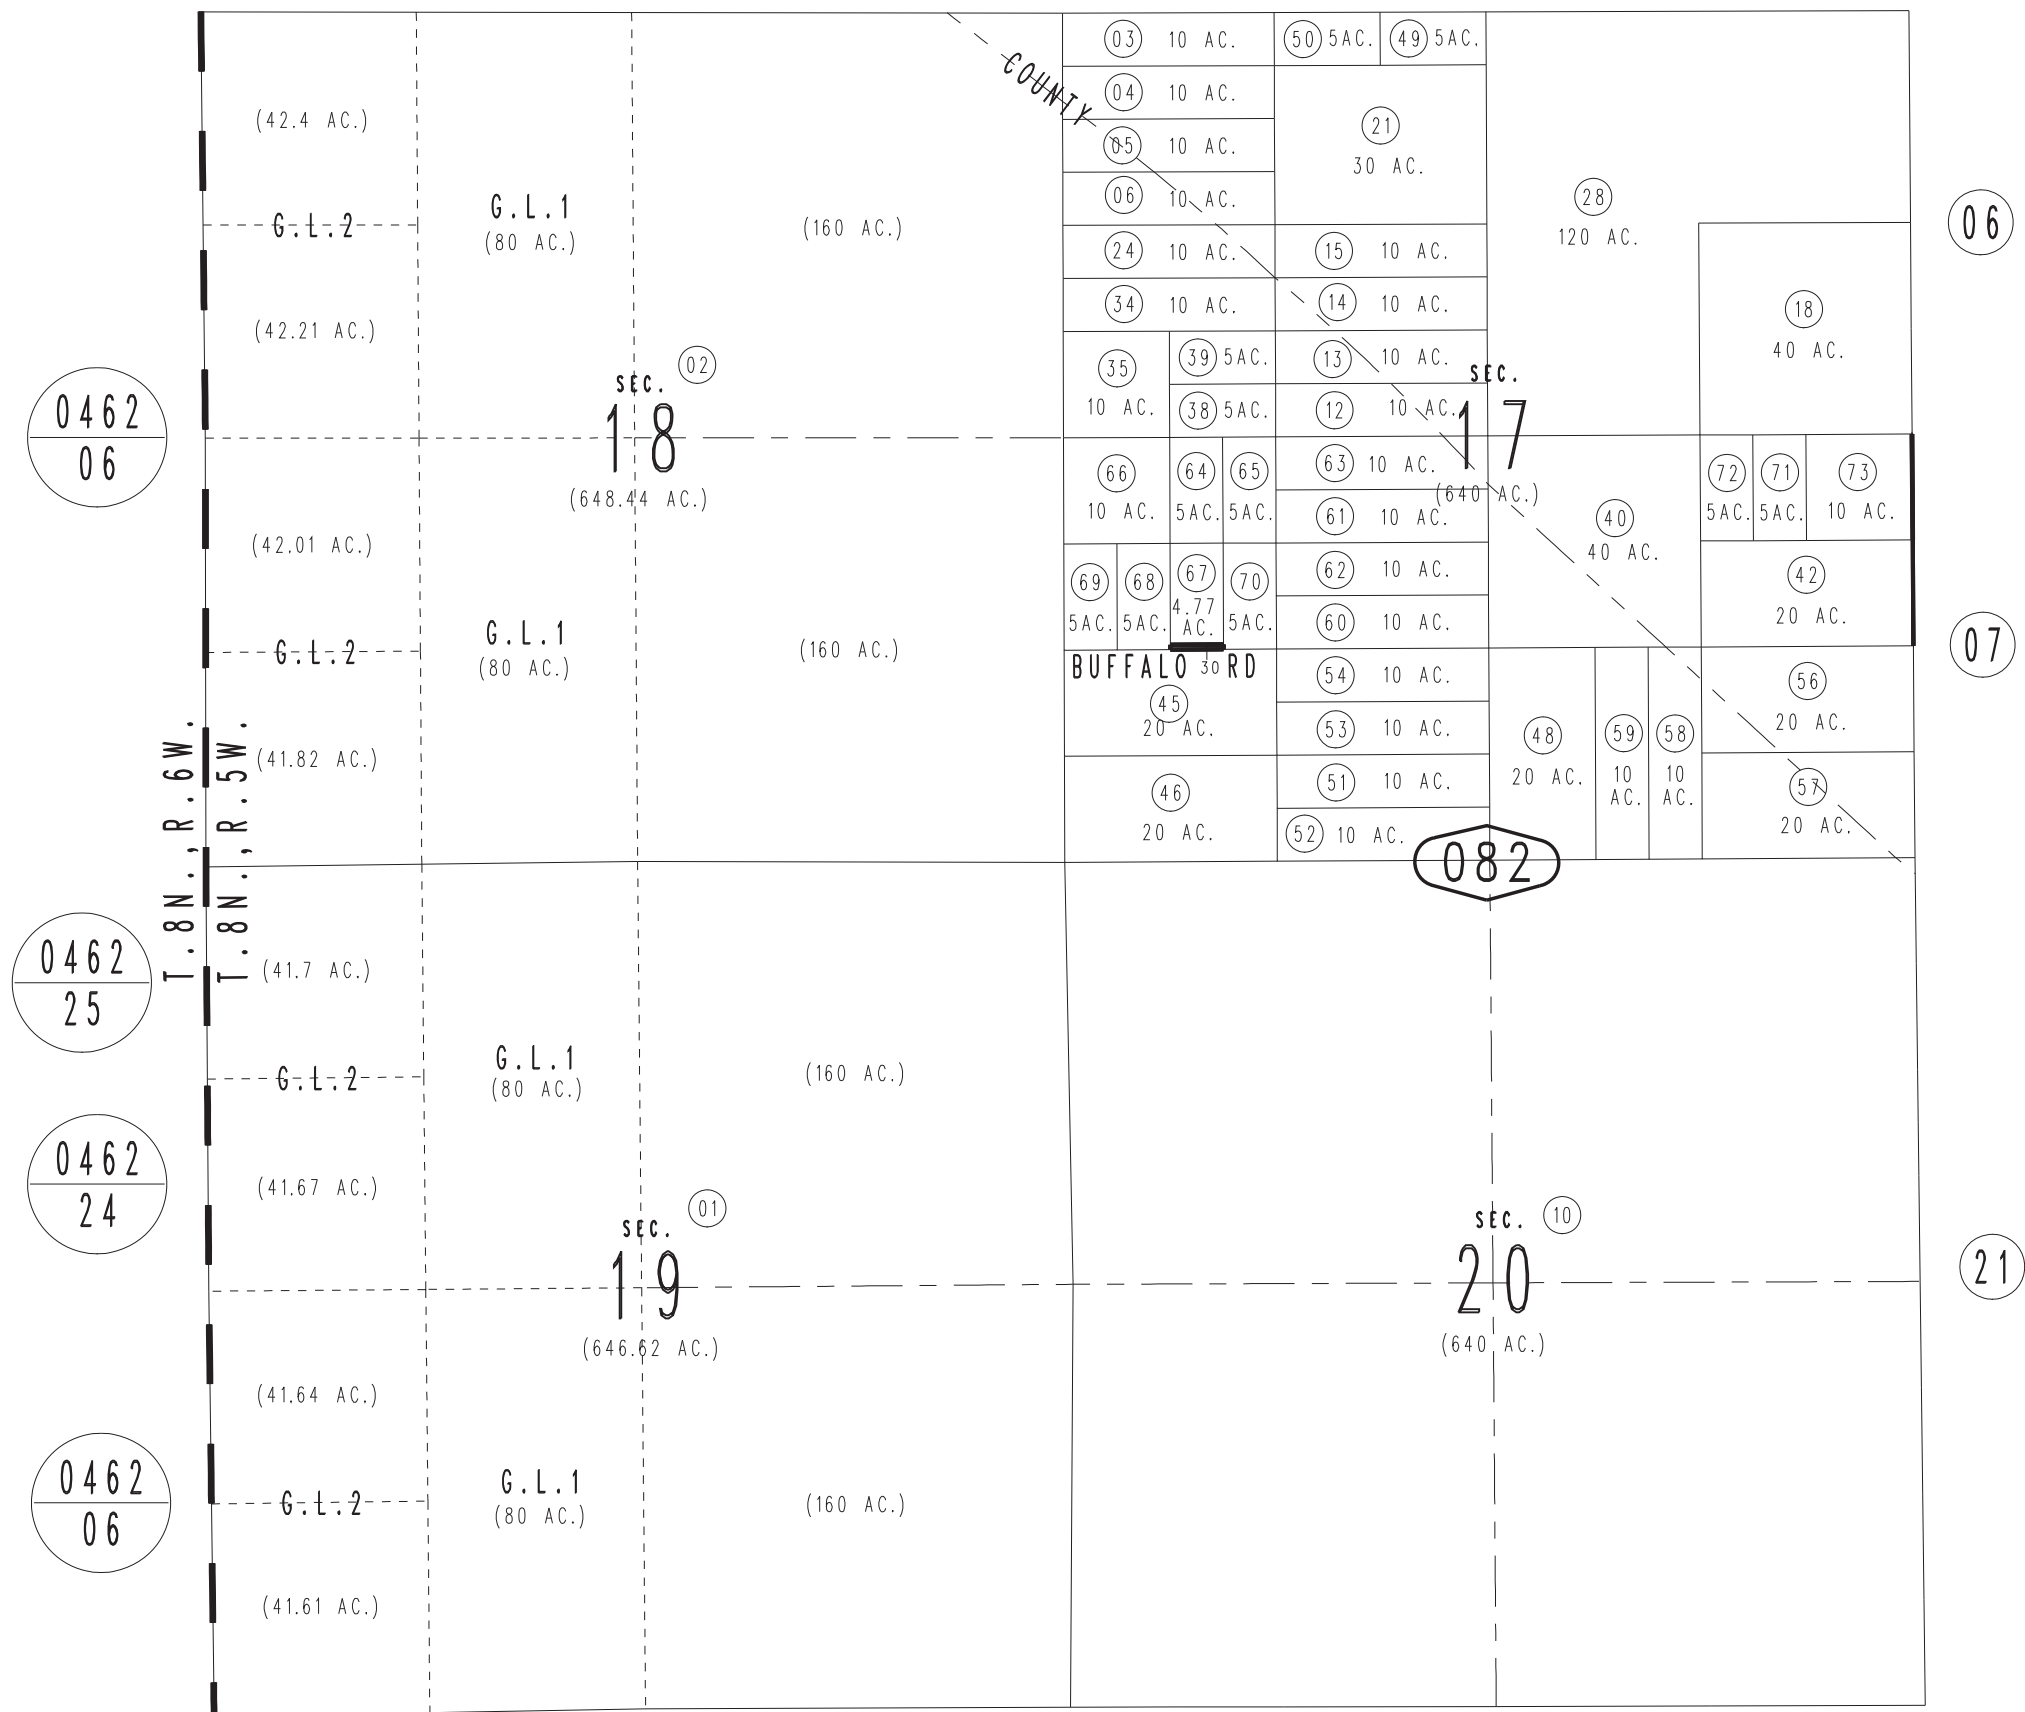 03 10 AC.
50 5AC.
49 5AC.
COUNTY
04 10 AC.
05 10 AC.
06 10 AC.
24 10 AC.
34 10 AC.
21
30 AC.
28
120 AC.
15 10 AC.
14 10 AC.
13 10 AC.
12 10 AC.
18
40 AC.
06
(42.4 AC.)
G.L.2
(42.21 AC.)
G.L.1
(80 AC.)
(160 AC.)
35
10 AC.
39 5AC.
38 5AC.
SEC.
17
(640 AC.)
0462
06
SEC. 02
18
(648.44 AC.)
66
10 AC.
64
5AC.
65
5AC.
63 10 AC.
61 10 AC.
62 10 AC.
60 10 AC.
40
40 AC.
72
5AC.
71
5AC.
73
10 AC.
42
20 AC.
07
(42.01 AC.)
G.L.2
(41.82 AC.)
G.L.1
(80 AC.)
(160 AC.)
69
5AC.
68
5AC.
67
4.77
AC.
70
5AC.
BUFFALO 30 RD
45
20 AC.
46
20 AC.
54 10 AC.
53 10 AC.
51 10 AC.
52 10 AC.
48
20 AC.
59
10
AC.
58
10
AC.
56
20 AC.
57
20 AC.
082
T.8N.,R.6W.
T.8N.,R.5W.
0462
25
(41.7 AC.)
G.L.2
(41.67 AC.)
G.L.1
(80 AC.)
(160 AC.)
0462
24
SEC. 01
19
(646.62 AC.)
SEC. 10
20
(640 AC.)
21
(41.64 AC.)
G.L.2
(41.61 AC.)
G.L.1
(80 AC.)
(160 AC.)
0462
06